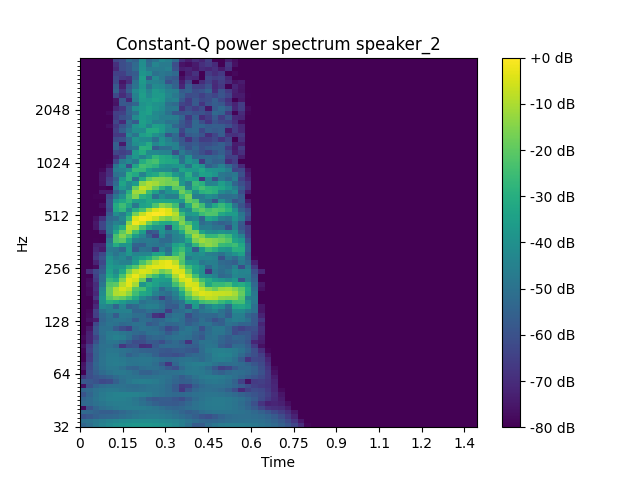 Constant-Q power spectrum speaker_2
Hz
2048
1024
512
256
128
64
32
0 0.15 0.3 0.45 0.6 0.75 0.9 1.1 1.2 1.4
Time
+0 dB
-10 dB
-20 dB
-30 dB
-40 dB
-50 dB
-60 dB
-70 dB
-80 dB